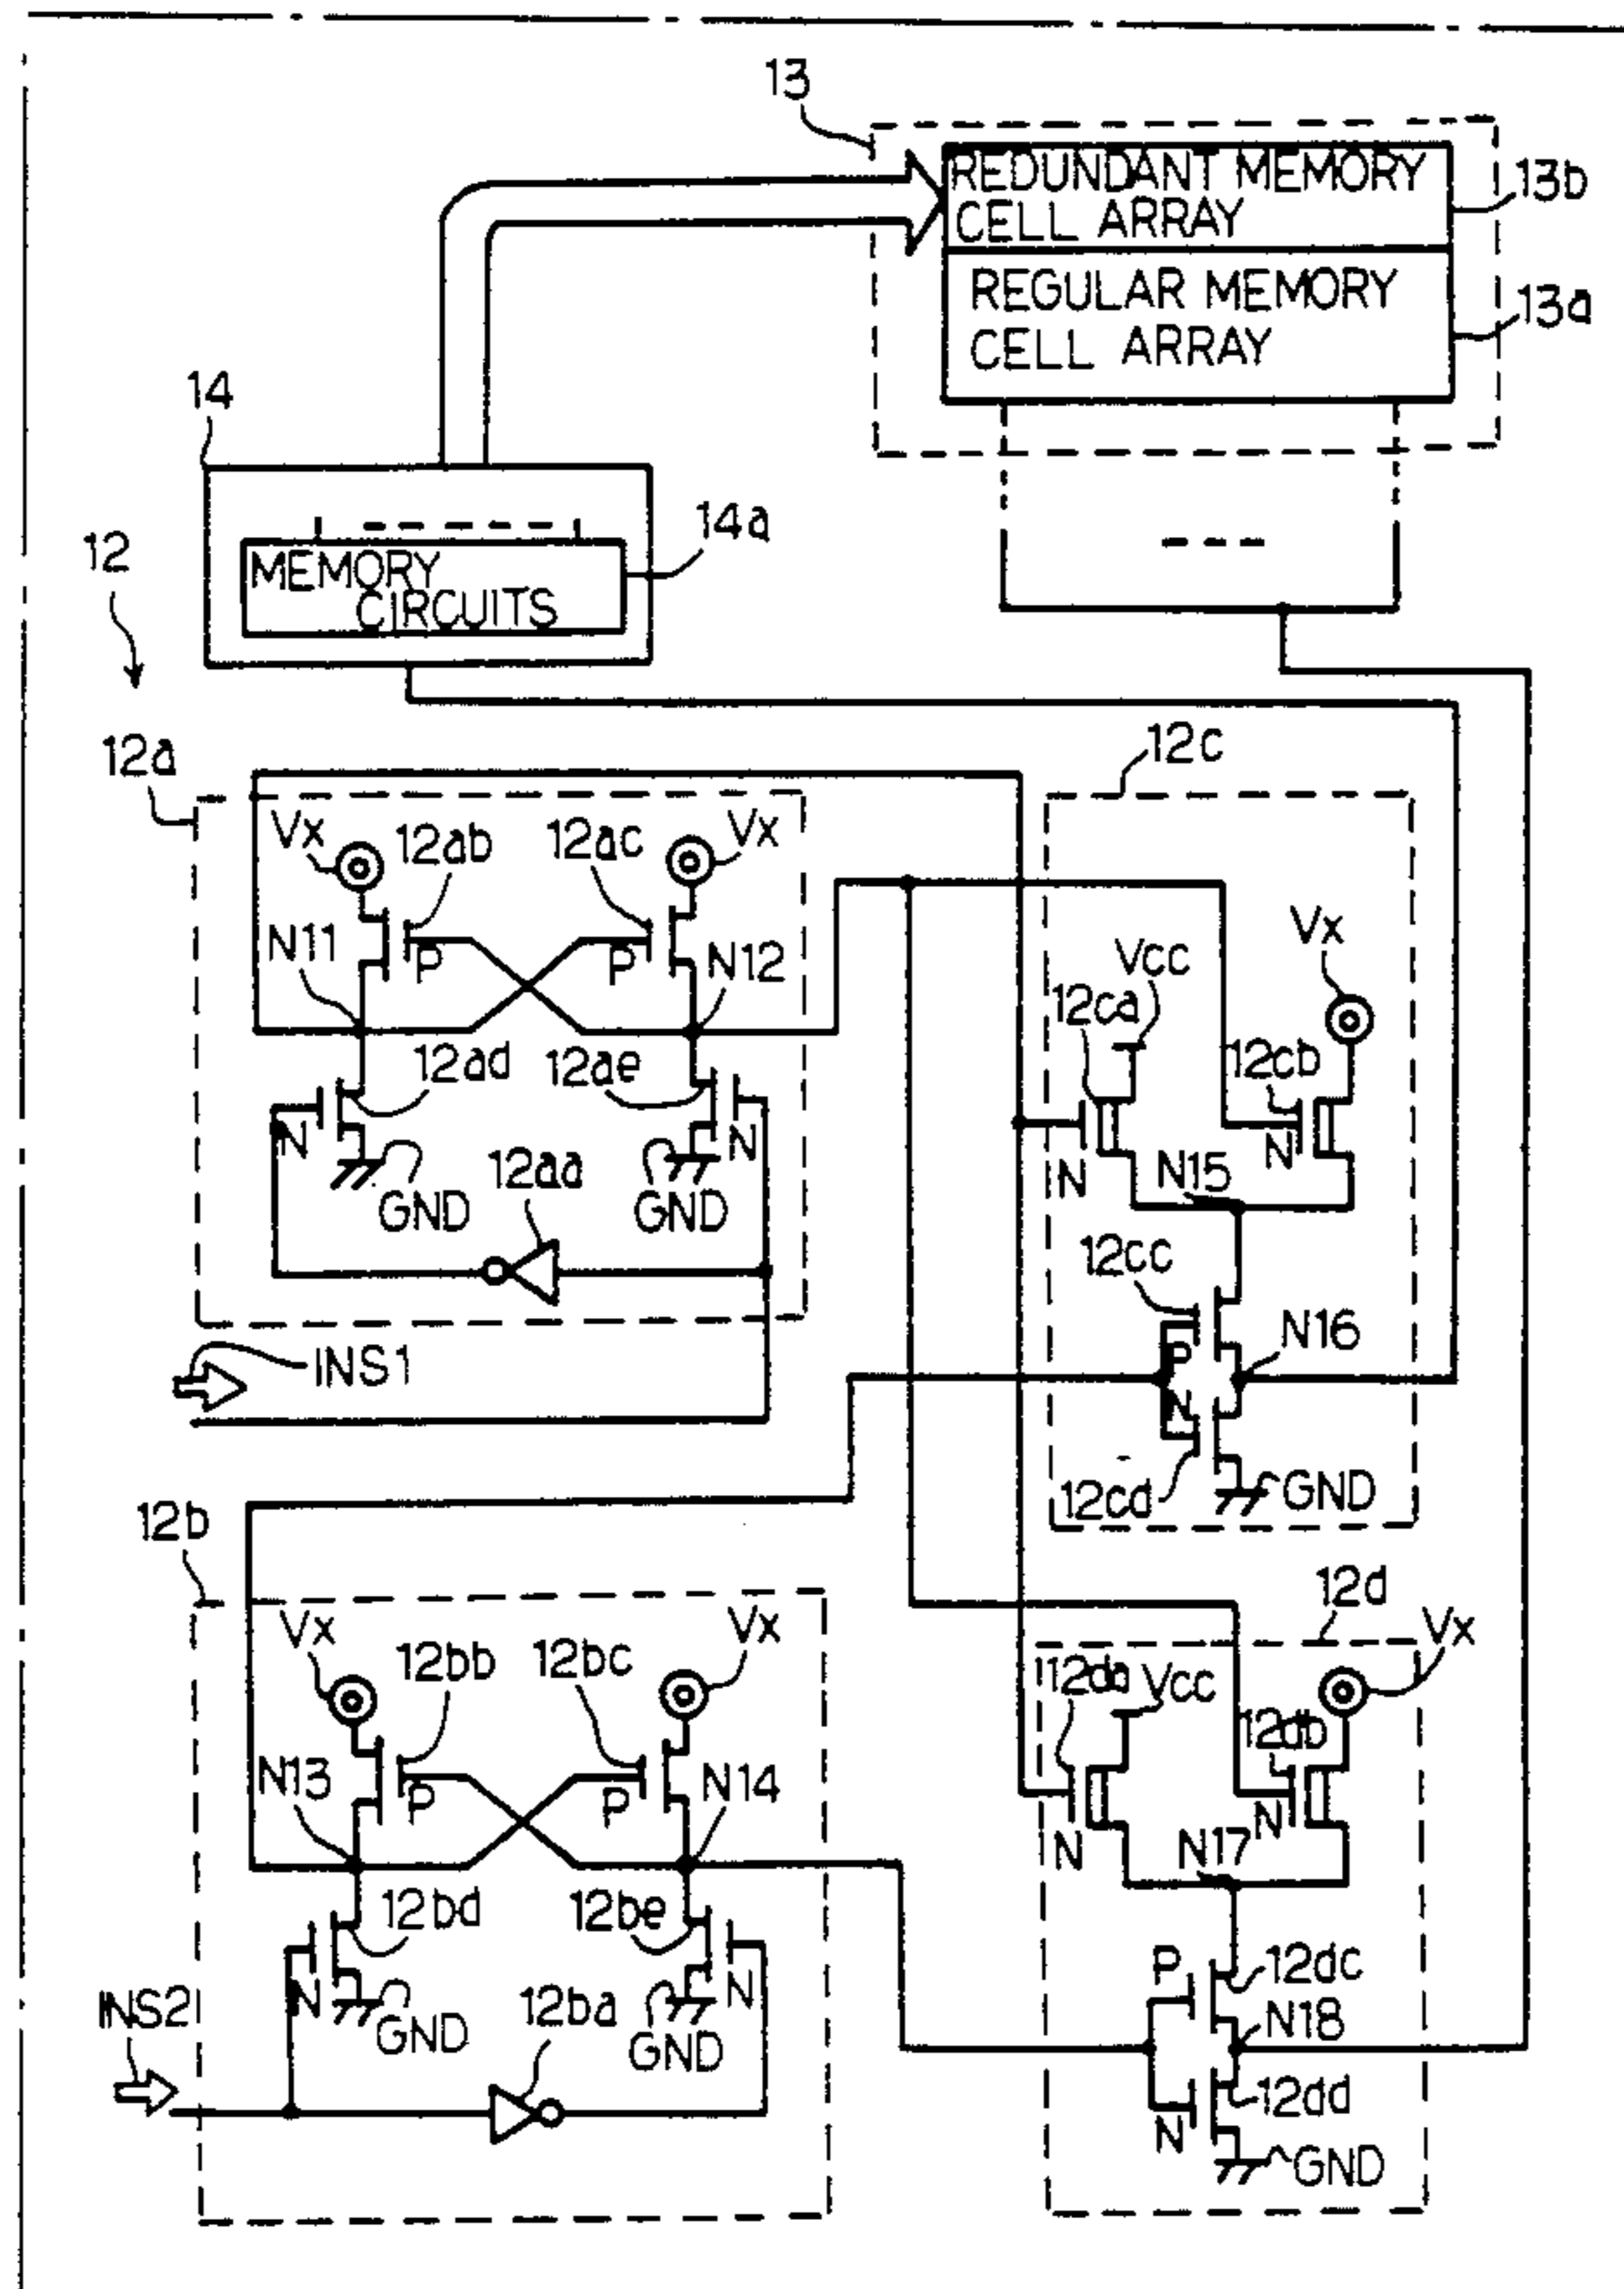 13
REDUNDANT MEMORY
CELL ARRAY
13b
REGULAR MEMORY
CELL ARRAY
13a
14
14a
MEMORY
CIRCUITS
12
12a
12c
Vx
12ab
12ac
Vx
N11
P
P
N12
Vcc
Vx
12ca
12cb
12ad
12ae
N
N
GND
GND
12aa
N
N15
N
12cc
P
N16
INS1
N
12cd
GND
12b
12d
Vx
12bb
12bc
Vx
Vx
12da
Vcc
12db
N13
P
P
N14
N
N17
N
12bd
12be
N
N
GND
GND
12ba
INS2
P
12dc
N18
12dd
N
GND